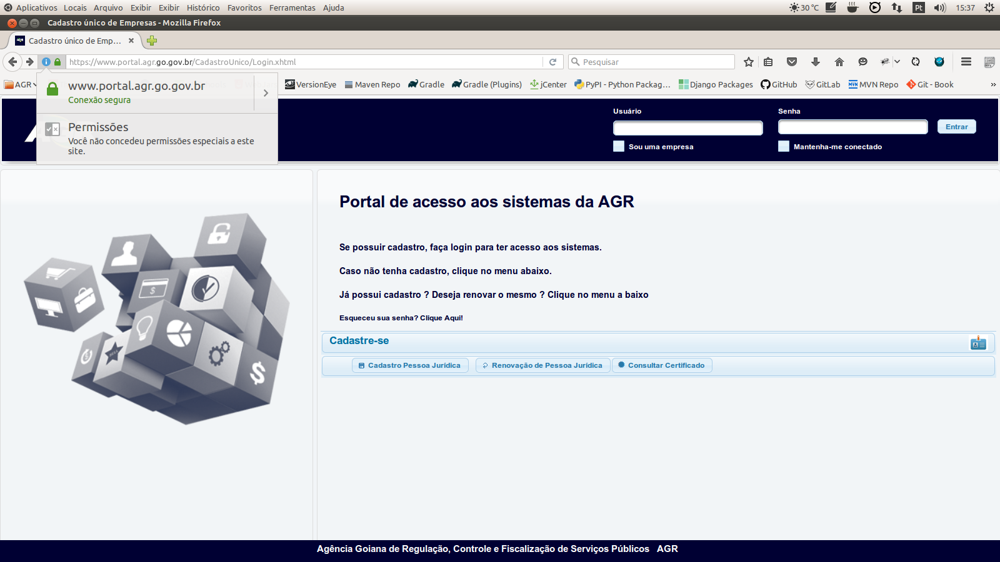 Aplicativos Locais Arquivo Exibir Exibir Histórico Favoritos Ferramentas Ajuda 30 °C Pt 15:37
Cadastro único de Empresas - Mozilla Firefox
AGR Cadastro único de Emp...
https://www.portal.agr.go.gov.br/CadastroUnico/Login.xhtml Pesquisar
AGR VersionEye Maven Repo Gradle Gradle (Plugins) jCenter PyPI - Python Packag... Django Packages GitHub GitLab MVN Repo Git - Book »
www.portal.agr.go.gov.br
Conexão segura
Permissões
Você não concedeu permissões especiais a este
site.
Usuário Senha
Entrar
Sou uma empresa Mantenha-me conectado
Portal de acesso aos sistemas da AGR
Se possuir cadastro, faça login para ter acesso aos sistemas.
Caso não tenha cadastro, clique no menu abaixo.
Já possui cadastro ? Deseja renovar o mesmo ? Clique no menu a baixo
Esqueceu sua senha? Clique Aqui!
Cadastre-se
Cadastro Pessoa Jurídica Renovação de Pessoa Jurídica Consultar Certificado
Agência Goiana de Regulação, Controle e Fiscalização de Serviços Públicos AGR